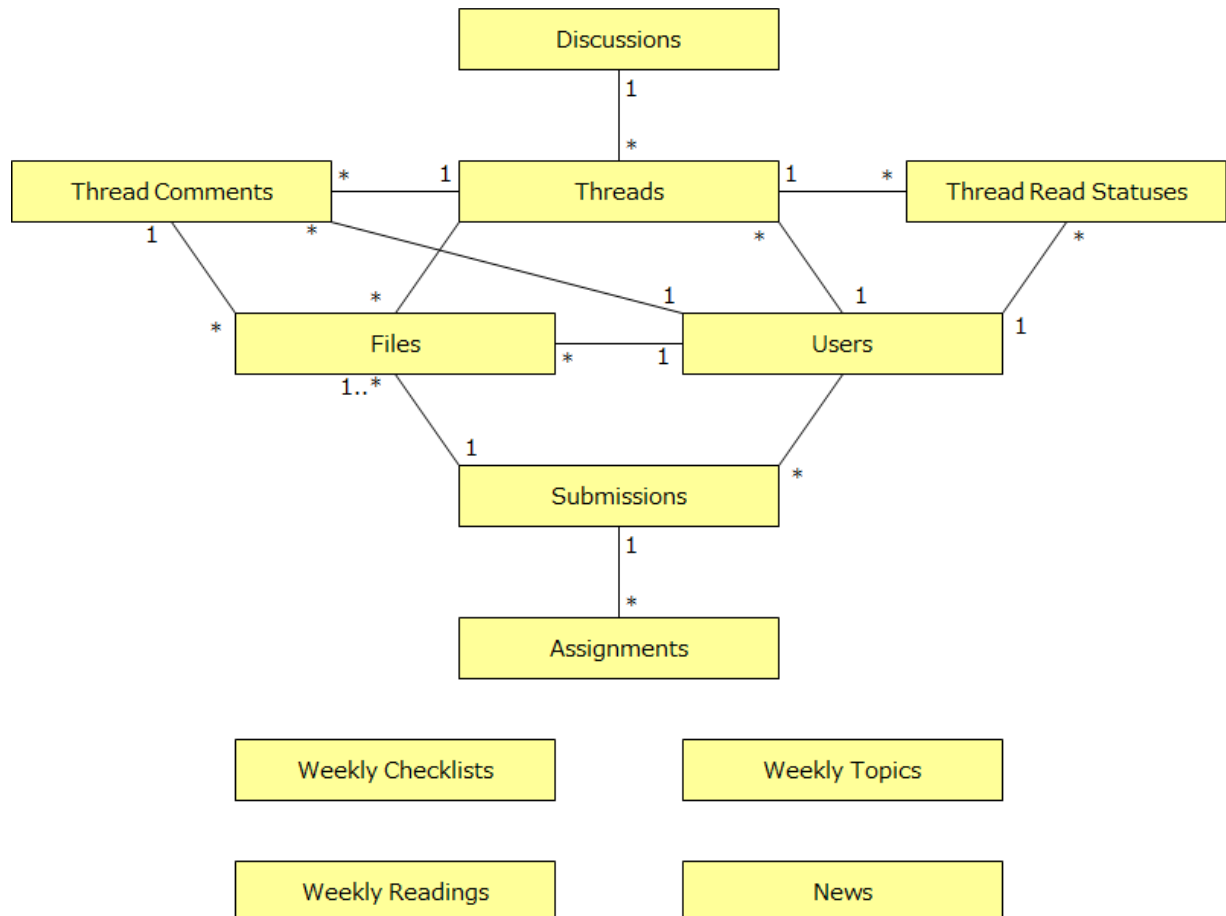 Discussions
1
*
Thread Comments
*
1
Threads
1
*
Thread Read Statuses
1
*
*
*
*
*
1
1
*
Files
*
1
Users
1
1..*
1
Submissions
*
1
*
Assignments
Weekly Checklists
Weekly Topics
Weekly Readings
News